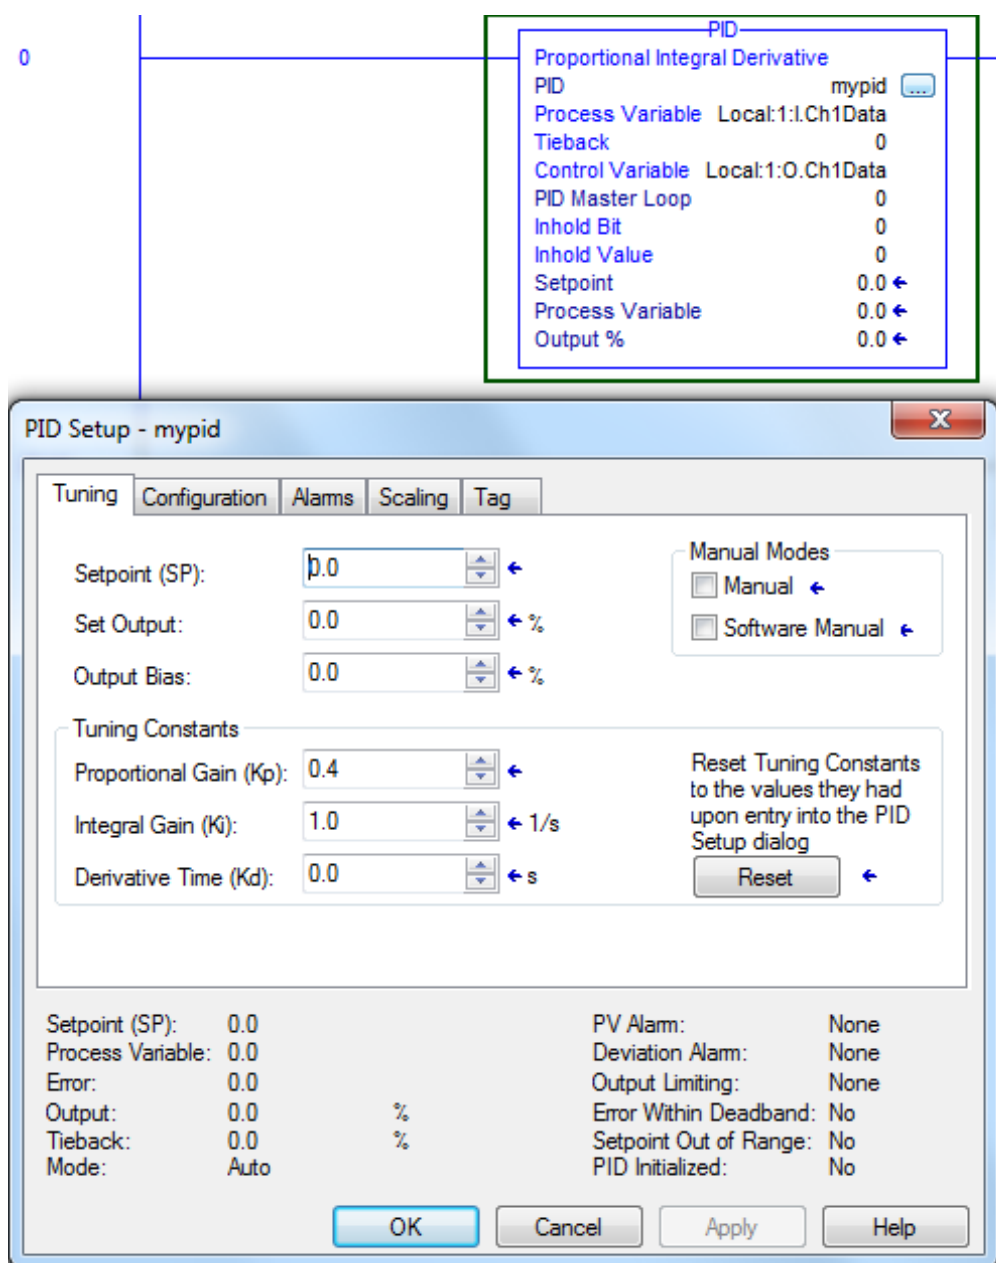 PID
0
Proportional Integral Derivative
PID mypid ...
Process Variable Local:1:I.Ch1Data
Tieback 0
Control Variable Local:1:O.Ch1Data
PID Master Loop 0
Inhold Bit 0
Inhold Value 0
Setpoint 0.0
Process Variable 0.0
Output % 0.0
PID Setup - mypid
Tuning Configuration Alarms Scaling Tag
Setpoint (SP): 0.0
Set Output: 0.0 %
Output Bias: 0.0 %
Manual Modes
Manual
Software Manual
Tuning Constants
Proportional Gain (Kp): 0.4
Integral Gain (Ki): 1.0 1/s
Derivative Time (Kd): 0.0 s
Reset Tuning Constants
to the values they had
upon entry into the PID
Setup dialog
Reset
Setpoint (SP): 0.0
Process Variable: 0.0
Error: 0.0
Output: 0.0 %
Tieback: 0.0 %
Mode: Auto
PV Alarm: None
Deviation Alarm: None
Output Limiting: None
Error Within Deadband: No
Setpoint Out of Range: No
PID Initialized: No
OK Cancel Apply Help